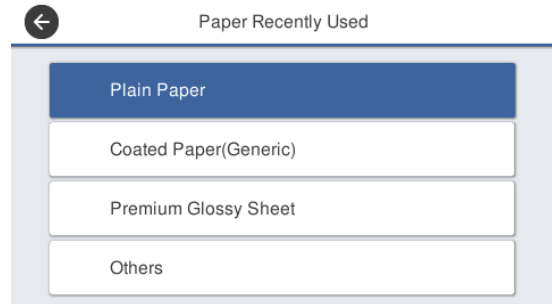 Paper Recently Used
Plain Paper
Coated Paper(Generic)
Premium Glossy Sheet
Others